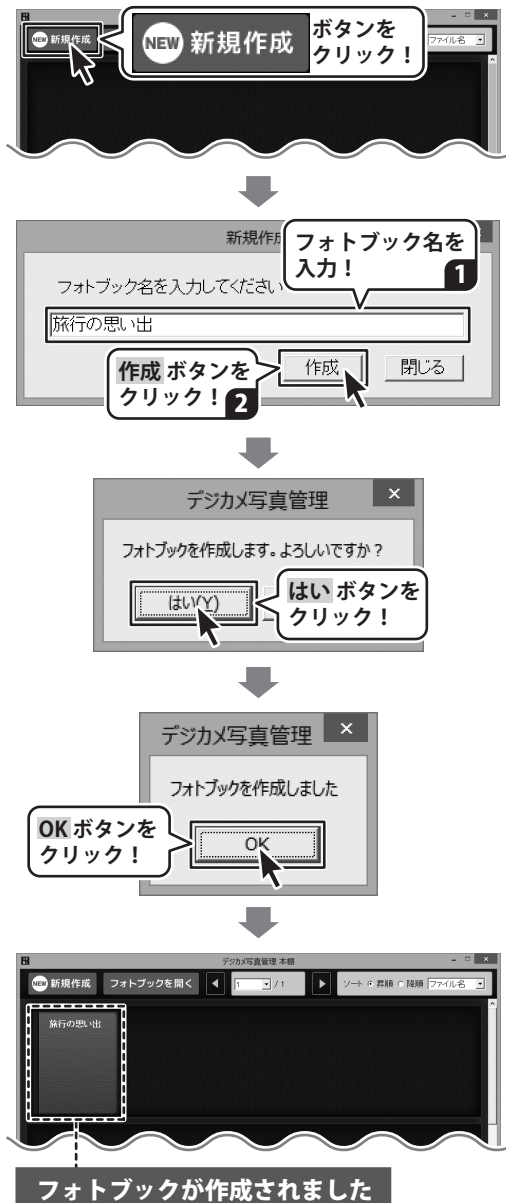 NEW 新規作成
NEW 新規作成 ボタンを
クリック！
ファイル名
新規作成
フォトブック名を
入力！
1
フォトブック名を入力してください
旅行の思い出
作成 ボタンを
クリック！
2
作成
閉じる
デジカメ写真管理
フォトブックを作成します。よろしいですか？
はい(Y)
はい ボタンを
クリック！
デジカメ写真管理
フォトブックを作成しました
OK ボタンを
クリック！
OK
デジカメ写真管理 本棚
NEW 新規作成 フォトブックを開く 1 / 1 ソート 昇順 降順 ファイル名
旅行の思い出
フォトブックが作成されました